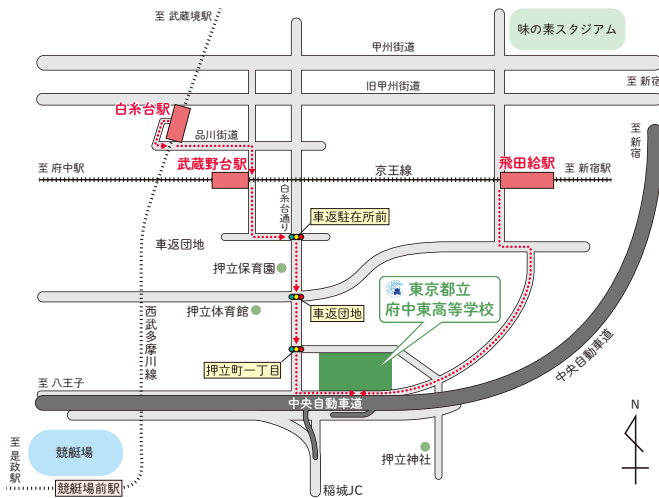 至 武蔵境駅
味の素スタジアム
甲州街道
旧甲州街道
至 新宿
白糸台駅
品川街道
至 新宿
至 府中駅
武蔵野台駅
京王線
飛田給駅
至 新宿駅
白糸台通り
車返駐在所前
車返団地
押立保育園
東京都立
府中東高等学校
押立体育館
車返団地
西武多摩川線
押立町一丁目
中央自動車道
至 八王子
中央自動車道
N
至 是政駅
競艇場
押立神社
競艇場前駅
稲城JC